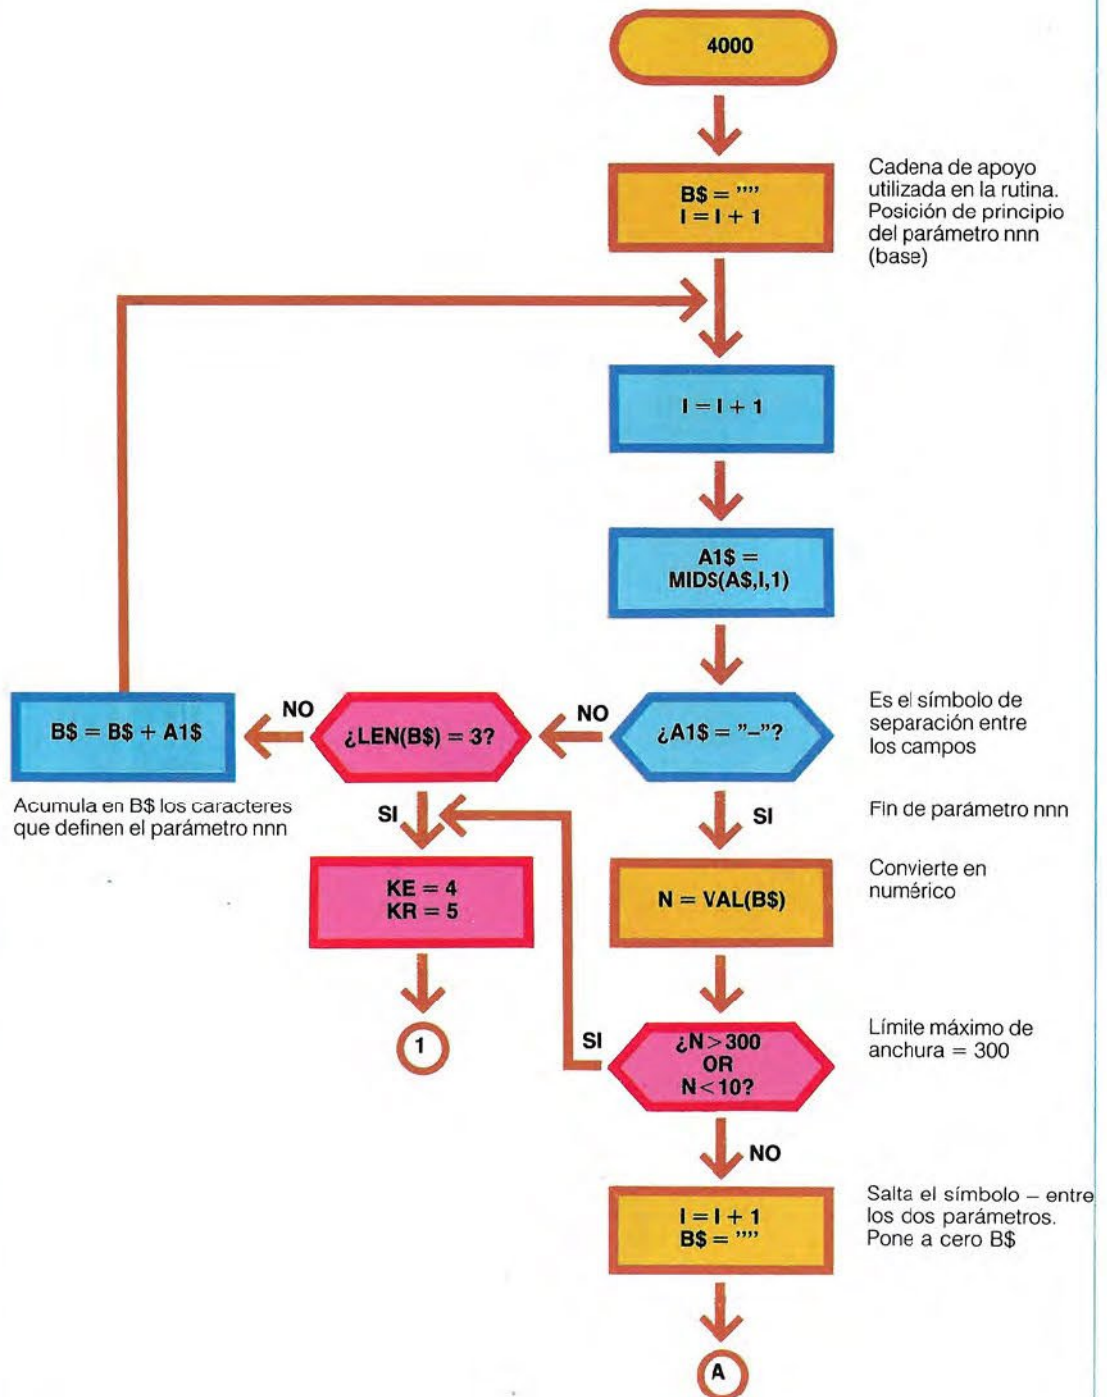 4000
B$ = ””
I = I + 1
Cadena de apoyo
utilizada en la rutina.
Posición de principio
del parámetro nnn
(base)
I = I + 1
A1$ =
MIDS(A$,I,1)
B$ = B$ + A1$
NO
¿LEN(B$) = 3?
NO
¿A1$ = ”–”?
Es el símbolo de
separación entre
los campos
Acumula en B$ los caracteres
que definen el parámetro nnn
SI
SI
Fin de parámetro nnn
KE = 4
KR = 5
N = VAL(B$)
Convierte en
numérico
1
SI
¿N>300
OR
N<10?
Límite máximo de
anchura = 300
NO
I = I + 1
B$ = ””
Salta el símbolo – entre
los dos parámetros.
Pone a cero B$
A